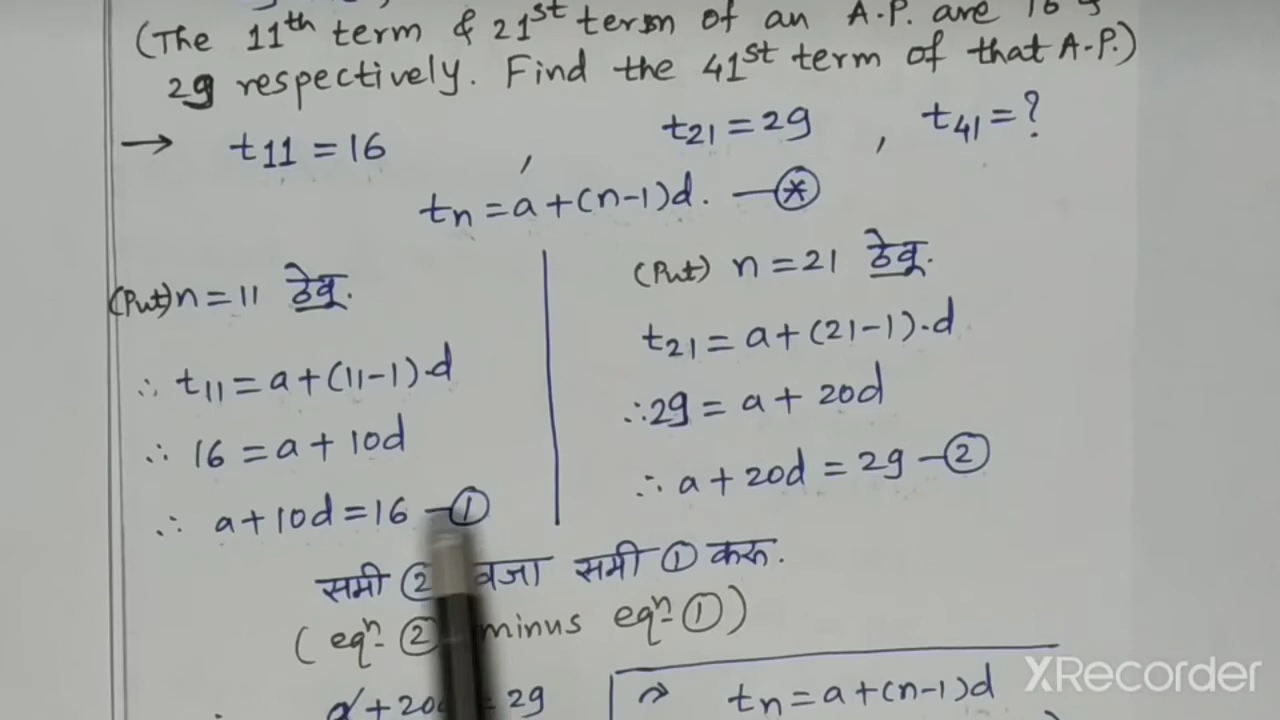 (The 11th term & 21st term of an A.P. are 16 &
29 respectively. Find the 41st term of that A.P.)
→ t11 = 16 , t21 = 29 , t41 = ?
tn = a + (n-1)d. —⊛
(Put) n = 11 ठेवू.
(Put) n = 21 ठेवू.
∴ t11 = a + (11-1)·d
t21 = a + (21-1)·d
∴ 16 = a + 10d
∴ 29 = a + 20d
∴ a + 10d = 16 —①
∴ a + 20d = 29 —②
समी ② वजा समी ① करू.
(eqn ② minus eqn ①)
a + 20d = 29
tn = a + (n-1)d
XRecorder